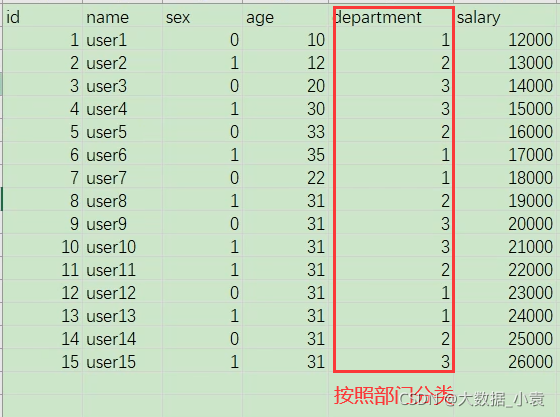 id name sex age department salary
1 user1 0 10 1 12000
2 user2 1 12 2 13000
3 user3 0 20 3 14000
4 user4 1 30 3 15000
5 user5 0 33 2 16000
6 user6 1 35 1 17000
7 user7 0 22 1 18000
8 user8 1 31 2 19000
9 user9 0 31 3 20000
10 user10 1 31 3 21000
11 user11 1 31 2 22000
12 user12 0 31 1 23000
13 user13 1 31 1 24000
14 user14 0 31 2 25000
15 user15 1 31 3 26000
按照部门分类
CSDN @大数据_小袁